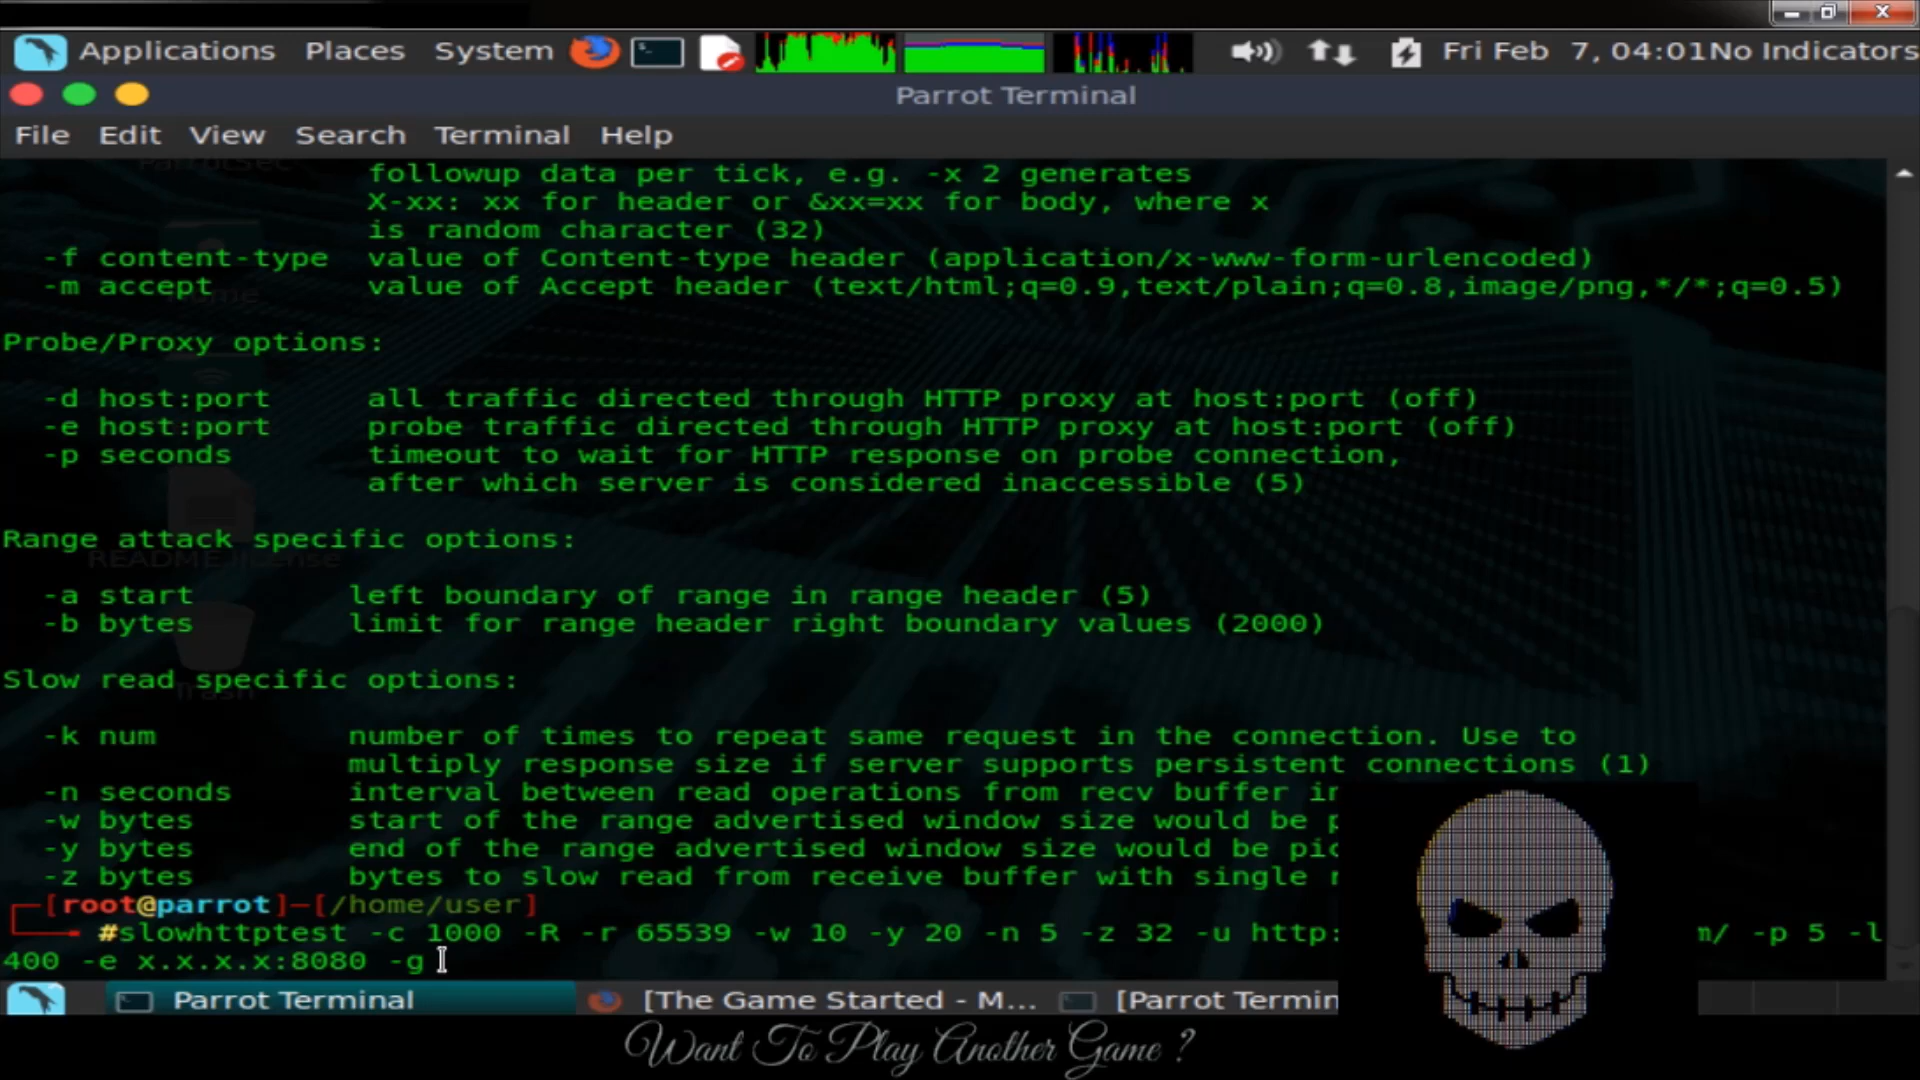 Applications Places System Fri Feb 7, 04:01 No Indicators
Parrot Terminal
File Edit View Search Terminal Help
followup data per tick, e.g. -x 2 generates
X-xx: xx for header or &xx=xx for body, where x
is random character (32)
-f content-type value of Content-type header (application/x-www-form-urlencoded)
-m accept value of Accept header (text/html;q=0.9,text/plain;q=0.8,image/png,*/*;q=0.5)
Probe/Proxy options:
-d host:port all traffic directed through HTTP proxy at host:port (off)
-e host:port probe traffic directed through HTTP proxy at host:port (off)
-p seconds timeout to wait for HTTP response on probe connection,
after which server is considered inaccessible (5)
Range attack specific options:
README.license
-a start left boundary of range in range header (5)
-b bytes limit for range header right boundary values (2000)
Slow read specific options:
Trash
-k num number of times to repeat same request in the connection. Use to
multiply response size if server supports persistent connections (1)
-n seconds interval between read operations from recv buffer in
-w bytes start of the range advertised window size would be p
-y bytes end of the range advertised window size would be pic
-z bytes bytes to slow read from receive buffer with single r
[root@parrot]-[/home/user]
#slowhttptest -c 1000 -R -r 65539 -w 10 -y 20 -n 5 -z 32 -u http: m/ -p 5 -l
400 -e x.x.x.x:8080 -g
Parrot Terminal [The Game Started - M... [Parrot Termin
Want To Play Another Game ?